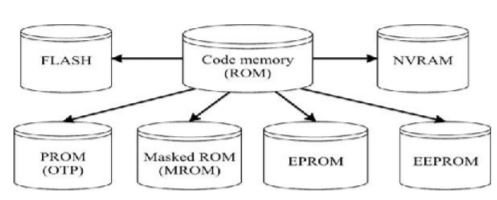 FLASH
Code memory
(ROM)
NVRAM
PROM
(OTP)
Masked ROM
(MROM)
EPROM
EEPROM